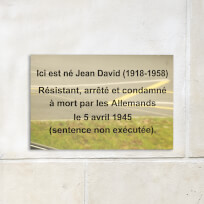 Ici est né Jean David (1918-1958)
Résistant, arrêté et condamné
à mort par les Allemands
le 5 avril 1945
(sentence non exécutée).